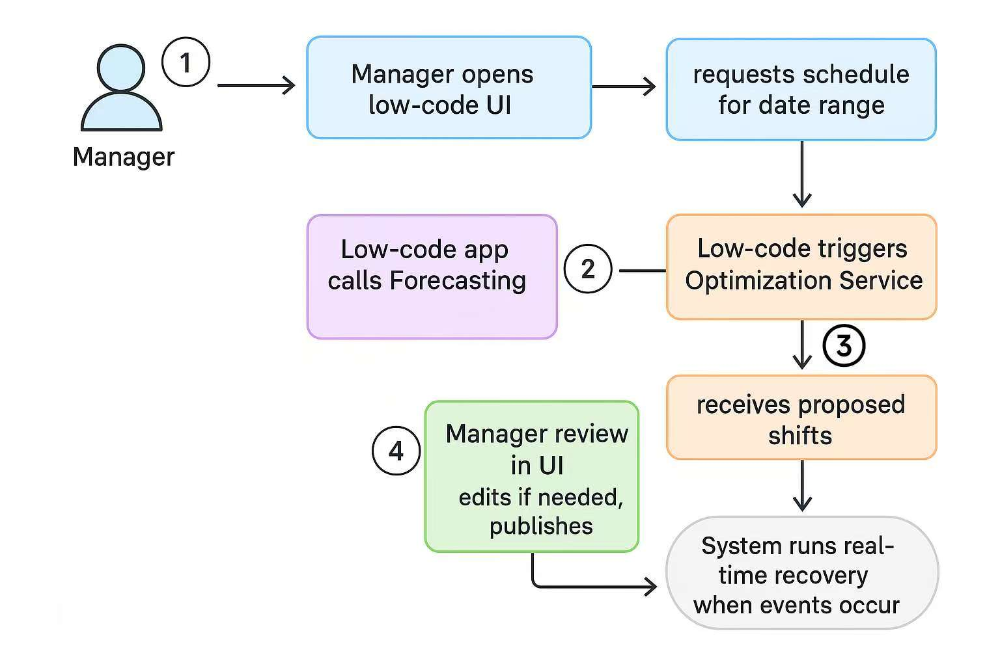 1
Manager
Manager opens
low-code UI
requests schedule
for date range
Low-code app
calls Forecasting
2
Low-code triggers
Optimization Service
3
receives proposed
shifts
4
Manager review
in UI
edits if needed,
publishes
System runs real-
time recovery
when events occur